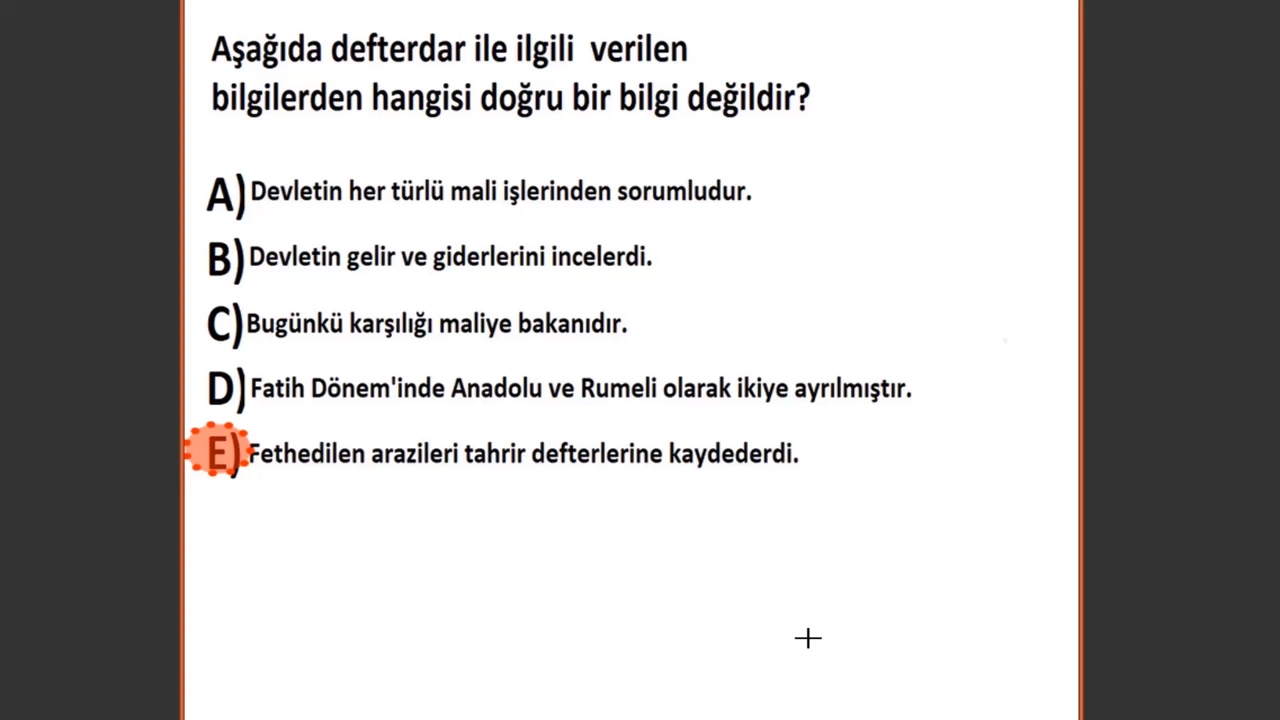 Aşağıda defterdar ile ilgili verilen
bilgilerden hangisi doğru bir bilgi değildir?
A) Devletin her türlü mali işlerinden sorumludur.
B) Devletin gelir ve giderlerini incelerdi.
C) Bugünkü karşılığı maliye bakanıdır.
D) Fatih Dönem'inde Anadolu ve Rumeli olarak ikiye ayrılmıştır.
E) Fethedilen arazileri tahrir defterlerine kaydederdi.